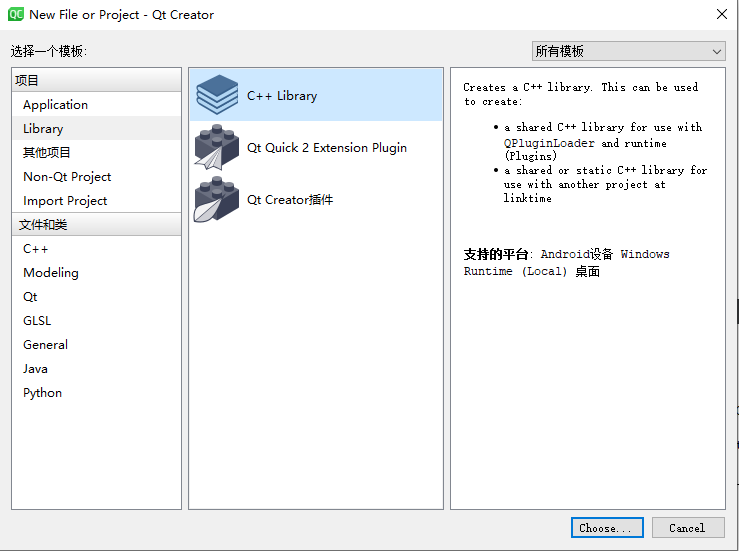 New File or Project - Qt Creator
选择一个模板:
所有模板
项目
Application
Library
其他项目
Non-Qt Project
Import Project
文件和类
C++
Modeling
Qt
GLSL
General
Java
Python
C++ Library
Qt Quick 2 Extension Plugin
Qt Creator插件
Creates a C++ library. This can be used
to create:
• a shared C++ library for use with
QPluginLoader and runtime
(Plugins)
• a shared or static C++ library for
use with another project at
linktime
支持的平台: Android设备 Windows
Runtime (Local) 桌面
Choose...
Cancel